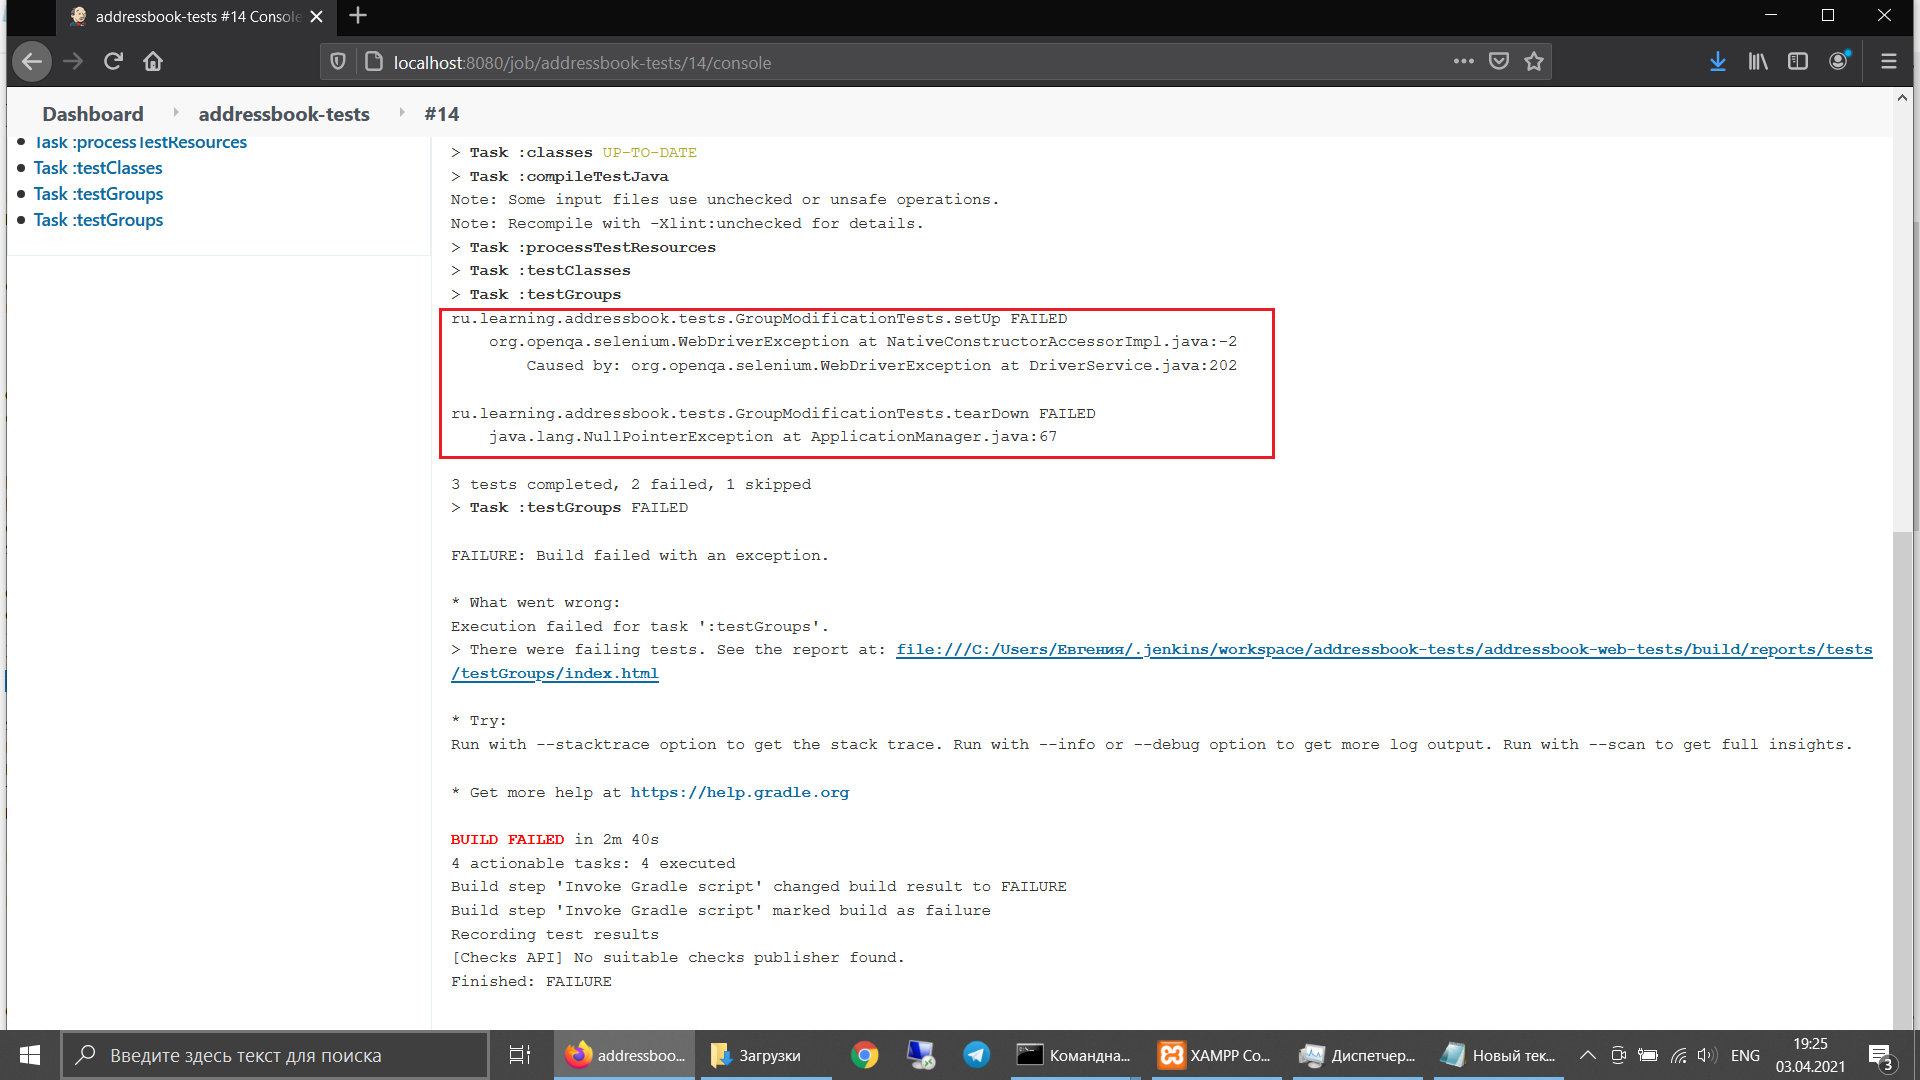 addressbook-tests #14 Console
localhost:8080/job/addressbook-tests/14/console
Dashboard addressbook-tests #14
Task :processTestResources
Task :testClasses
Task :testGroups
Task :testGroups
> Task :classes UP-TO-DATE
> Task :compileTestJava
Note: Some input files use unchecked or unsafe operations.
Note: Recompile with -Xlint:unchecked for details.
> Task :processTestResources
> Task :testClasses
> Task :testGroups
ru.learning.addressbook.tests.GroupModificationTests.setUp FAILED
org.openqa.selenium.WebDriverException at NativeConstructorAccessorImpl.java:-2
Caused by: org.openqa.selenium.WebDriverException at DriverService.java:202
ru.learning.addressbook.tests.GroupModificationTests.tearDown FAILED
java.lang.NullPointerException at ApplicationManager.java:67
3 tests completed, 2 failed, 1 skipped
> Task :testGroups FAILED
FAILURE: Build failed with an exception.
* What went wrong:
Execution failed for task ':testGroups'.
> There were failing tests. See the report at: file:///C:/Users/Евгения/.jenkins/workspace/addressbook-tests/addressbook-web-tests/build/reports/tests
/testGroups/index.html
* Try:
Run with --stacktrace option to get the stack trace. Run with --info or --debug option to get more log output. Run with --scan to get full insights.
* Get more help at https://help.gradle.org
BUILD FAILED in 2m 40s
4 actionable tasks: 4 executed
Build step 'Invoke Gradle script' changed build result to FAILURE
Build step 'Invoke Gradle script' marked build as failure
Recording test results
[Checks API] No suitable checks publisher found.
Finished: FAILURE
Введите здесь текст для поиска
addressboo...
Загрузки
Командна...
XAMPP Co...
Диспетчер...
Новый тек...
ENG
19:25
03.04.2021
3